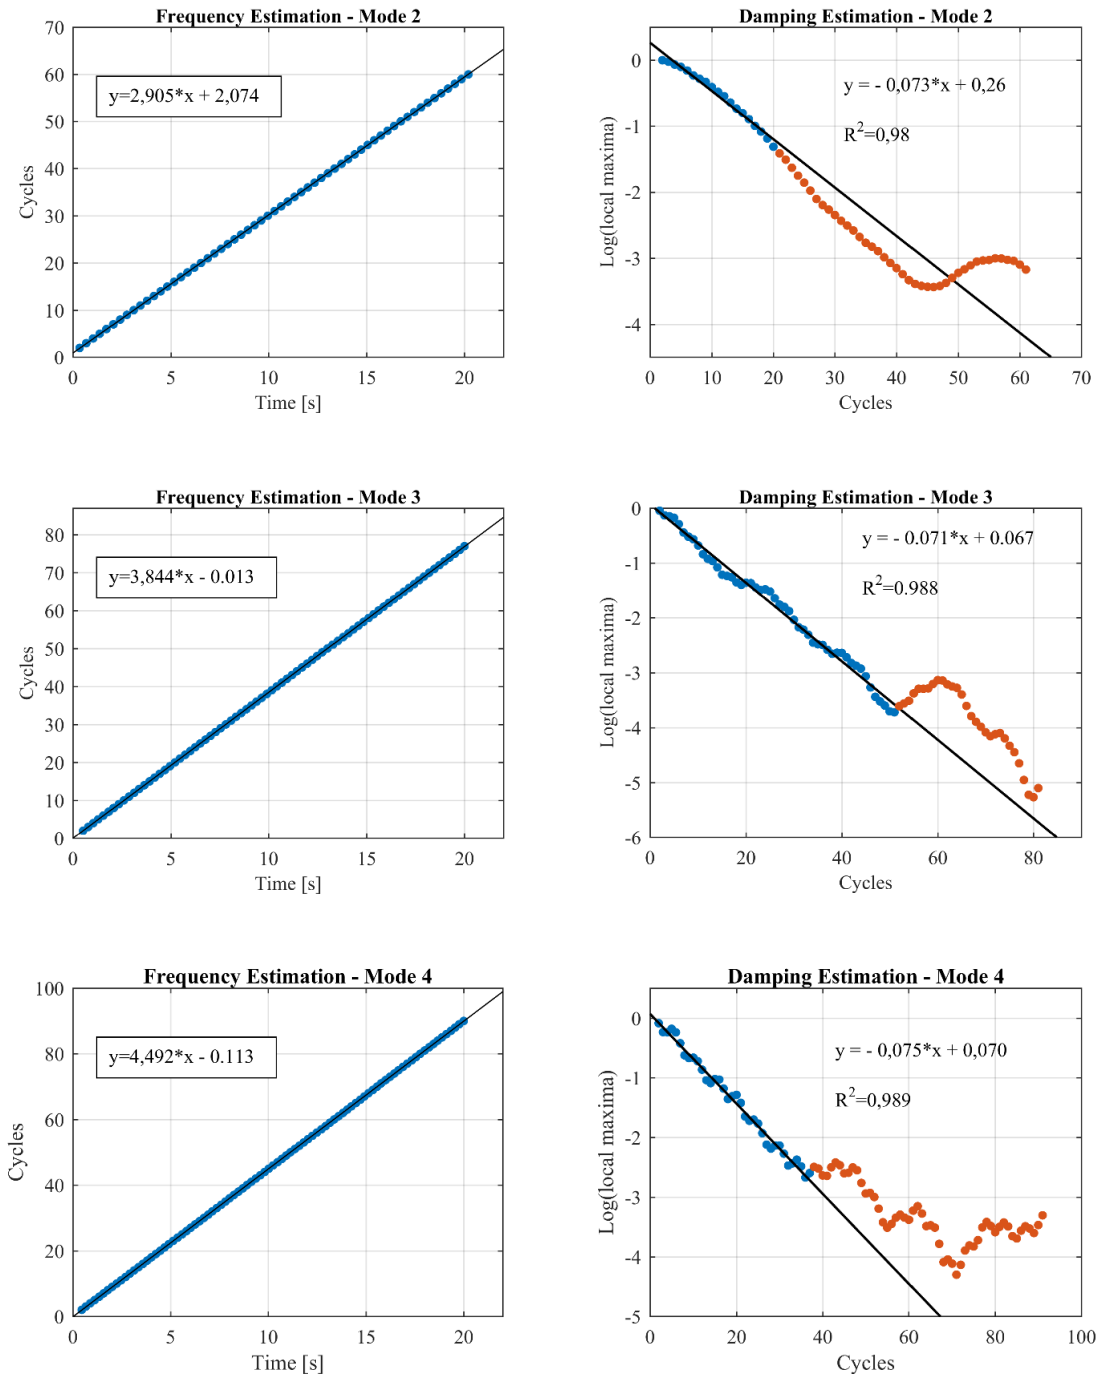 Frequency Estimation - Mode 2
70
60
50
40
30
20
10
0
y=2,905*x + 2,074
Cycles
0 5 10 15 20
Time [s]
Damping Estimation - Mode 2
0
-1
-2
-3
-4
y = - 0,073*x + 0,26
R2=0,98
Log(local maxima)
0 10 20 30 40 50 60 70
Cycles
Frequency Estimation - Mode 3
80
70
60
50
40
30
20
10
0
y=3,844*x - 0.013
Cycles
0 5 10 15 20
Time [s]
Damping Estimation - Mode 3
0
-1
-2
-3
-4
-5
-6
y = - 0.071*x + 0.067
R2=0.988
Log(local maxima)
0 20 40 60 80
Cycles
Frequency Estimation - Mode 4
100
80
60
40
20
0
y=4,492*x - 0.113
Cycles
0 5 10 15 20
Time [s]
Damping Estimation - Mode 4
0
-1
-2
-3
-4
-5
y = - 0,075*x + 0,070
R2=0,989
Log(local maxima)
0 20 40 60 80 100
Cycles